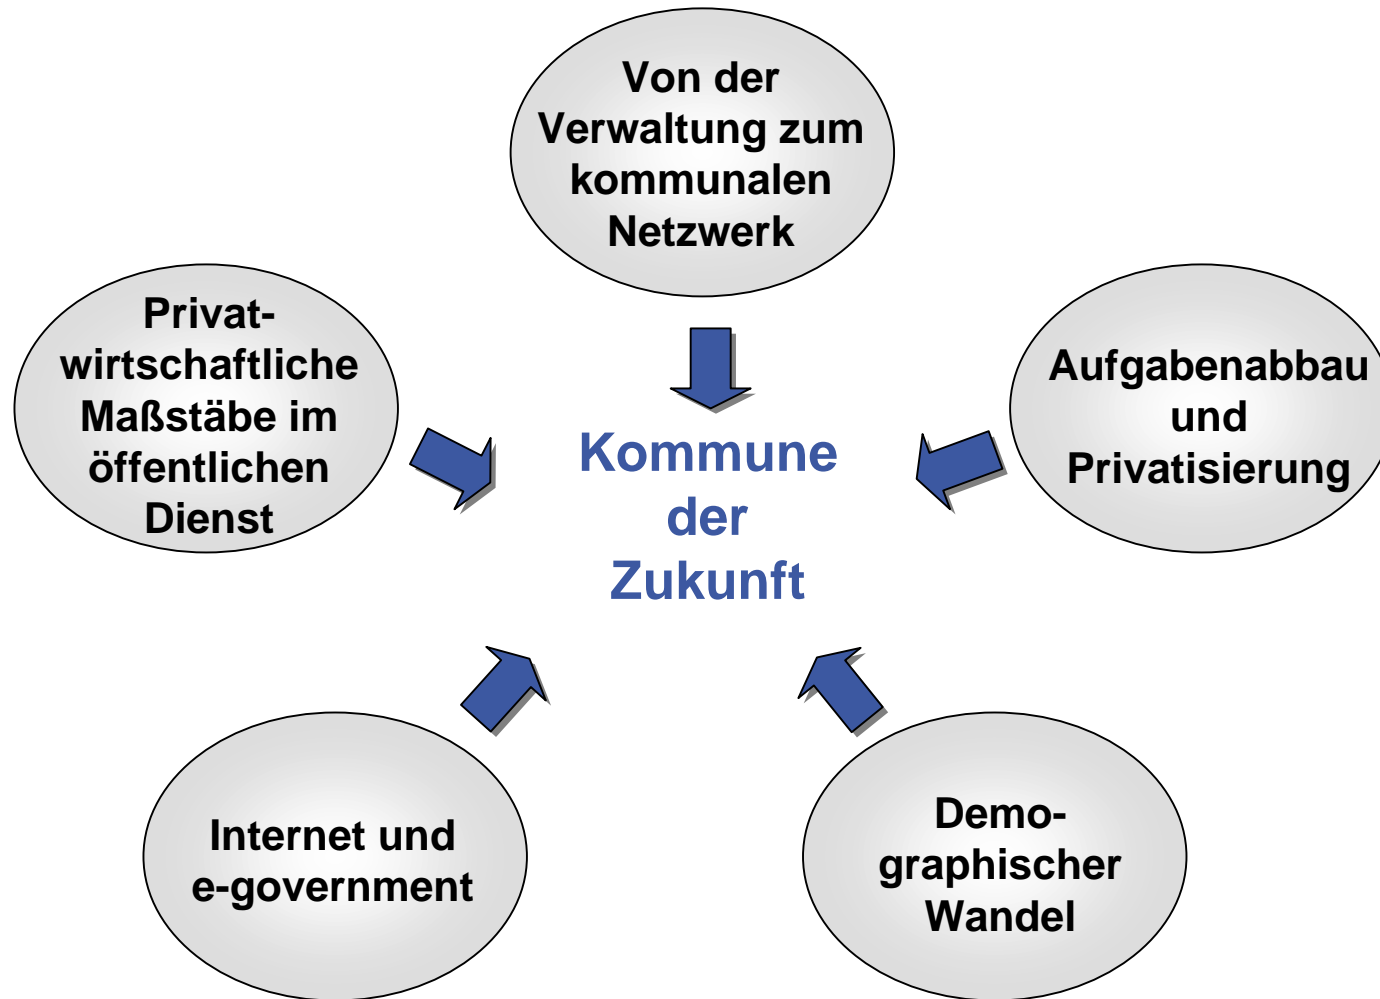 Von der
Verwaltung zum
kommunalen
Netzwerk
Privat-
wirtschaftliche
Maßstäbe im
öffentlichen
Dienst
Aufgabenabbau
und
Privatisierung
Kommune
der
Zukunft
Internet und
e-government
Demo-
graphischer
Wandel